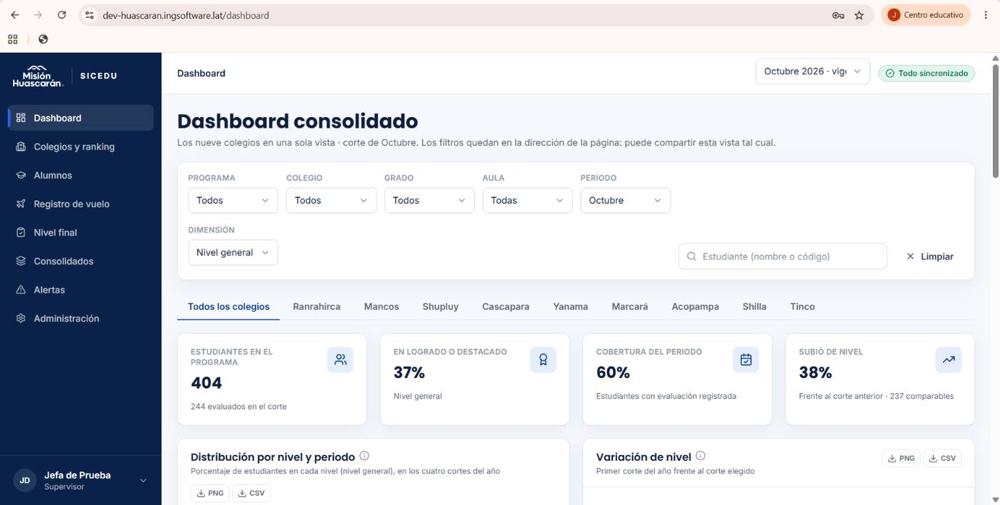 dev-huascaran.ingsoftware.lat/dashboard
J Centro educativo
Misión
Huascarán.
SICEDU
Dashboard
Octubre 2026 · vige
Todo sincronizado
Dashboard
Colegios y ranking
Alumnos
Registro de vuelo
Nivel final
Consolidados
Alertas
Administración
JD
Jefa de Prueba
Supervisor
Dashboard consolidado
Los nueve colegios en una sola vista · corte de Octubre. Los filtros quedan en la dirección de la página: puede compartir esta vista tal cual.
PROGRAMA COLEGIO GRADO AULA PERIODO
Todos Todos Todos Todas Octubre
DIMENSIÓN
Nivel general
Estudiante (nombre o código)
Limpiar
Todos los colegios Ranrahirca Mancos Shupluy Cascapara Yanama Marcará Acopampa Shilla Tinco
ESTUDIANTES EN EL
PROGRAMA
404
244 evaluados en el corte
EN LOGRADO O DESTACADO
37%
Nivel general
COBERTURA DEL PERIODO
60%
Estudiantes con evaluación registrada
SUBIÓ DE NIVEL
38%
Frente al corte anterior · 237 comparables
Distribución por nivel y periodo
Porcentaje de estudiantes en cada nivel (nivel general), en los cuatro cortes del año
PNG CSV
Variación de nivel
Primer corte del año frente al corte elegido
PNG CSV